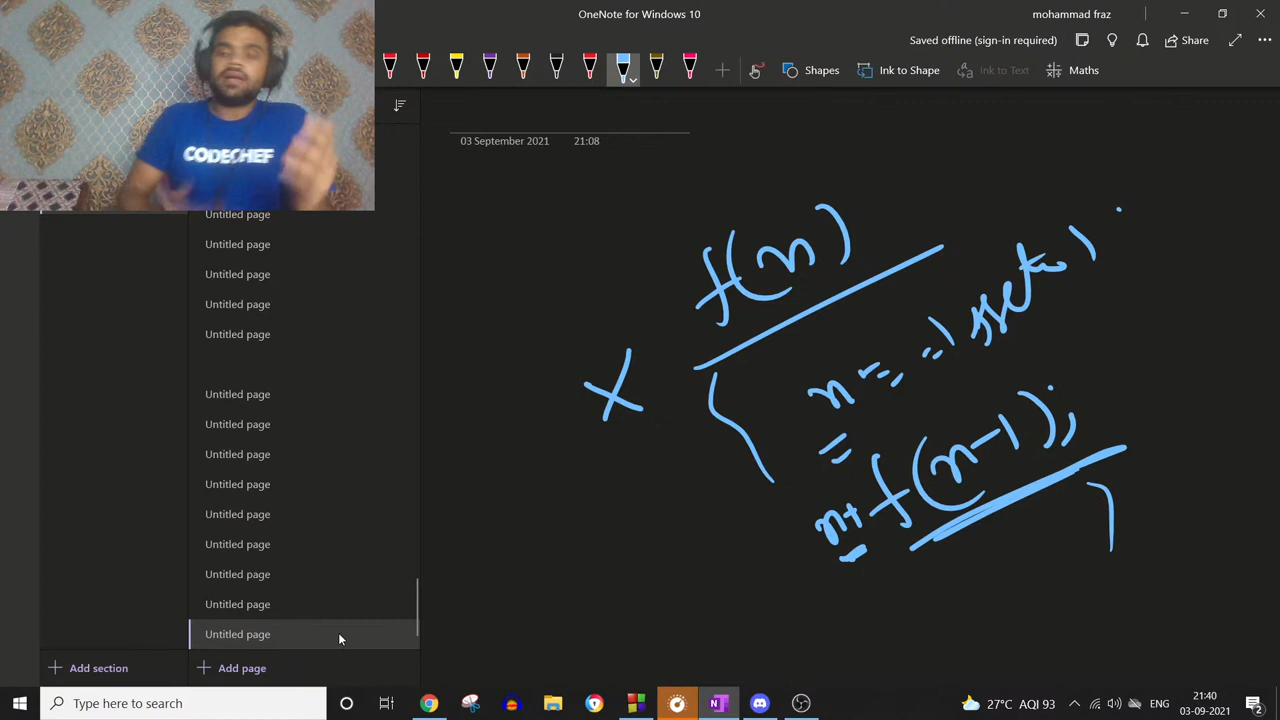 OneNote for Windows 10
mohammad fraz
Saved offline (sign-in required)
Share
Shapes
Ink to Shape
Ink to Text
Maths
CODECHEF
03 September 2021 21:08
Untitled page
Untitled page
Untitled page
Untitled page
Untitled page
Untitled page
Untitled page
Untitled page
Untitled page
Untitled page
Untitled page
Untitled page
Untitled page
Untitled page
f(n)
X
n==1
=
n+f(n-1);
Add section
Add page
Type here to search
27°C AQI 93
ENG
21:40
03-09-2021
2